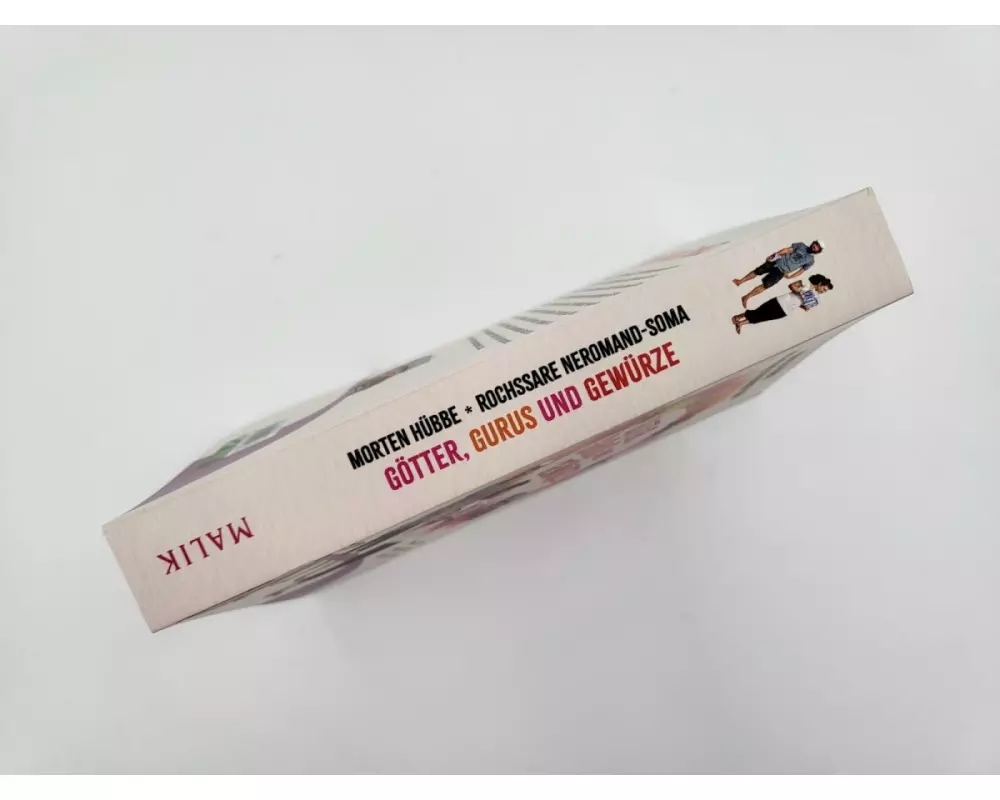 MORTEN HÜBBE * ROCHSSARE NEROMAND-SOMA
GÖTTER, GURUS UND GEWÜRZE
MALIK